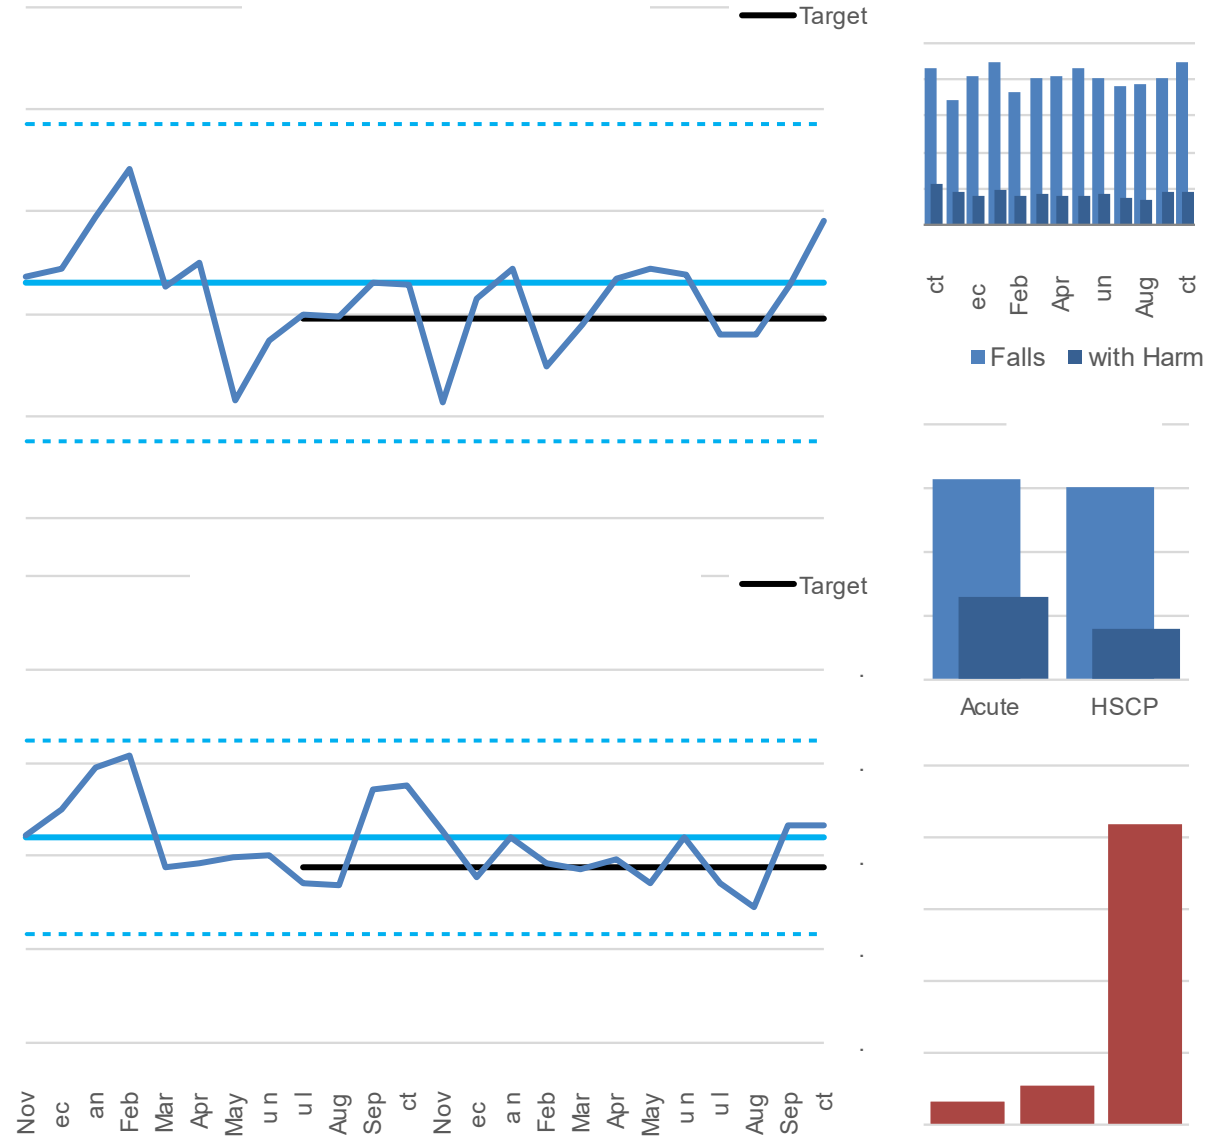 Target
ct ec Feb Apr un Aug ct
Falls with Harm
Target
Acute HSCP
Nov ec an Feb Mar Apr May un ul Aug Sep ct Nov ec an Feb Mar Apr May un ul Aug Sep ct